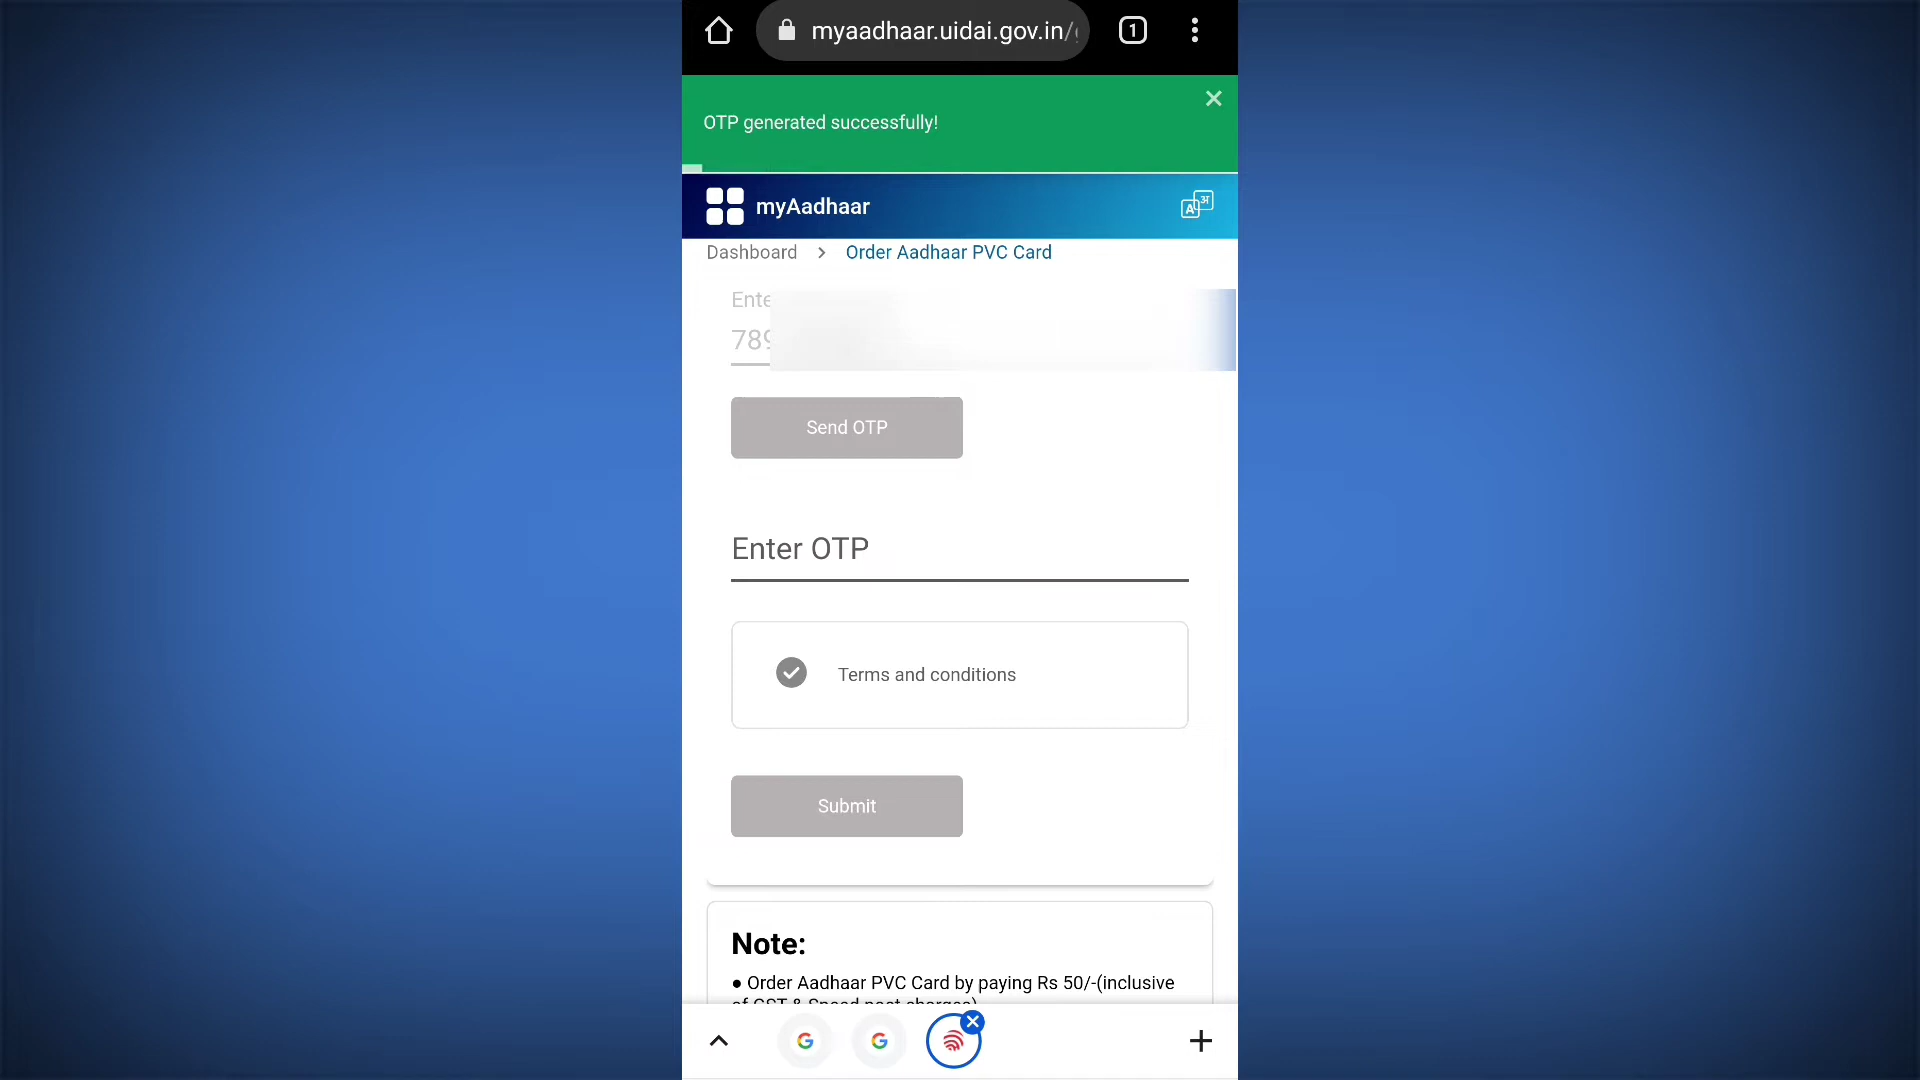 myaadhaar.uidai.gov.in/
1
OTP generated successfully!
myAadhaar
A अ
Dashboard > Order Aadhaar PVC Card
789
Send OTP
Enter OTP
Terms and conditions
Submit
Note:
● Order Aadhaar PVC Card by paying Rs 50/-(inclusive
of GST & Speed post charges)